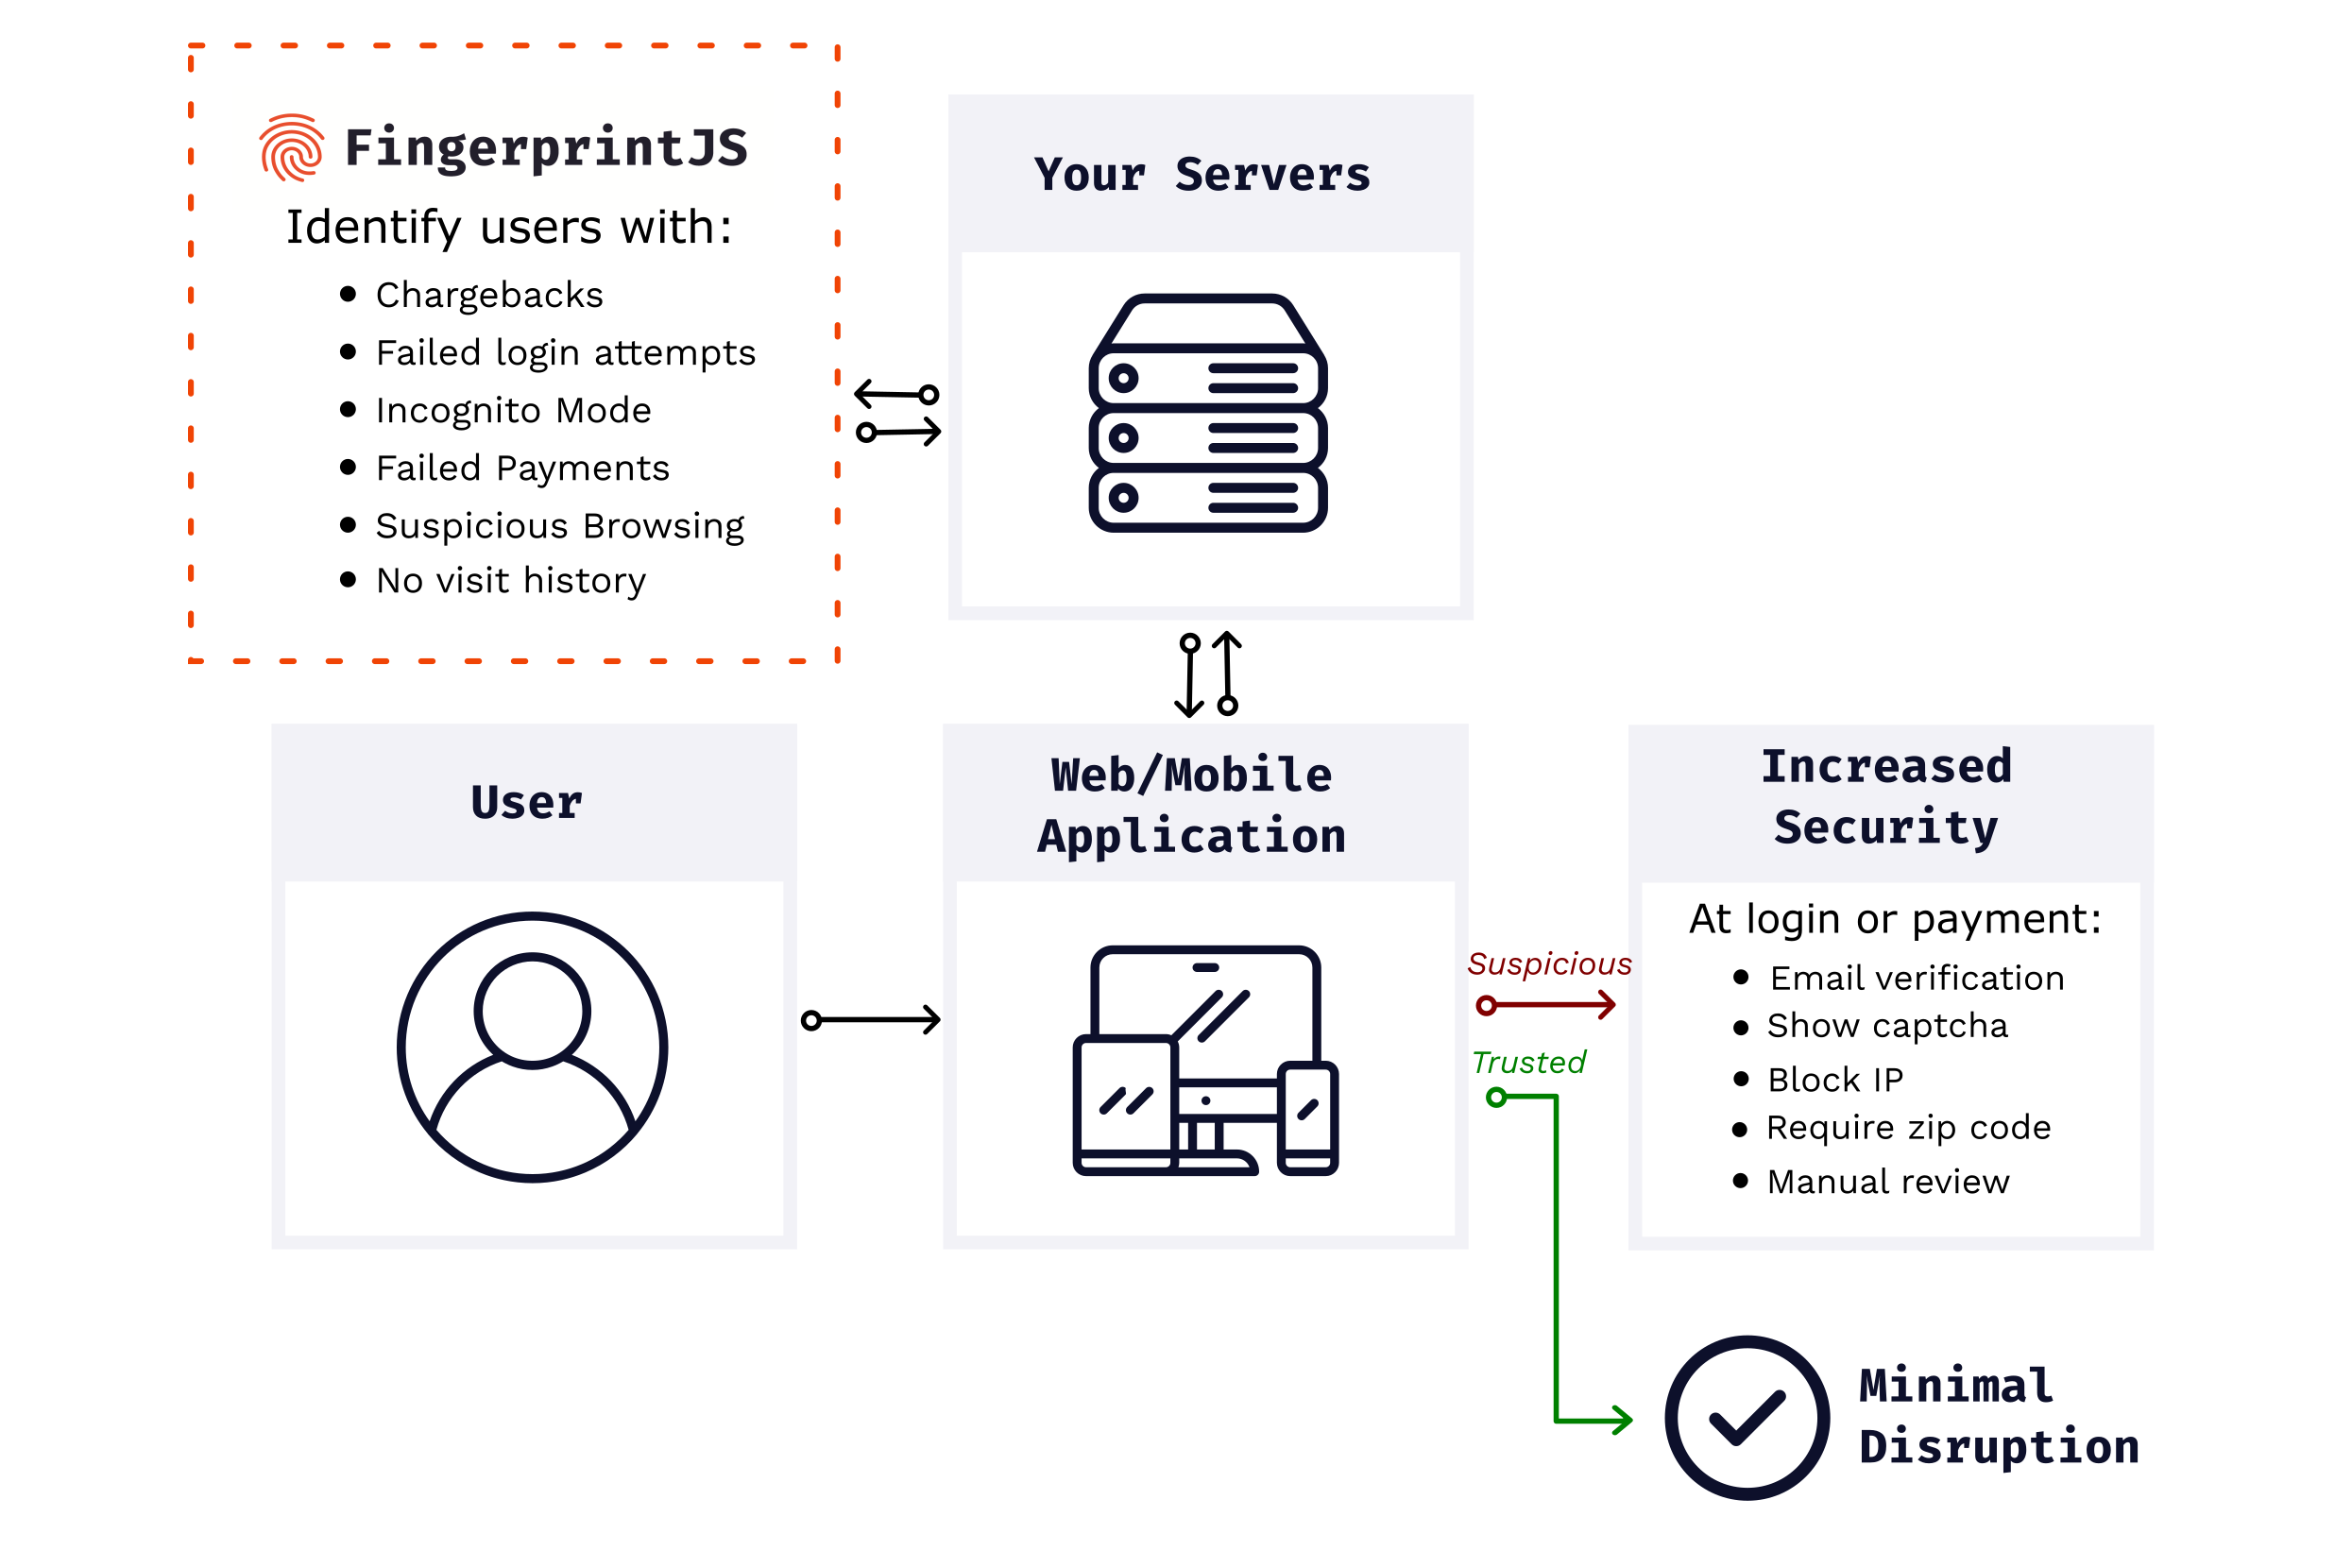 FingerprintJS
Identify users with:
Chargebacks
Failed login attempts
Incognito Mode
Failed Payments
Suspicious Browsing
No visit history
Your Servers
User
Web/Mobile
Application
Suspicious
Trusted
Increased
Security
At login or payment:
Email verification
Show captcha
Block IP
Require zip code
Manual review
Minimal
Disruption